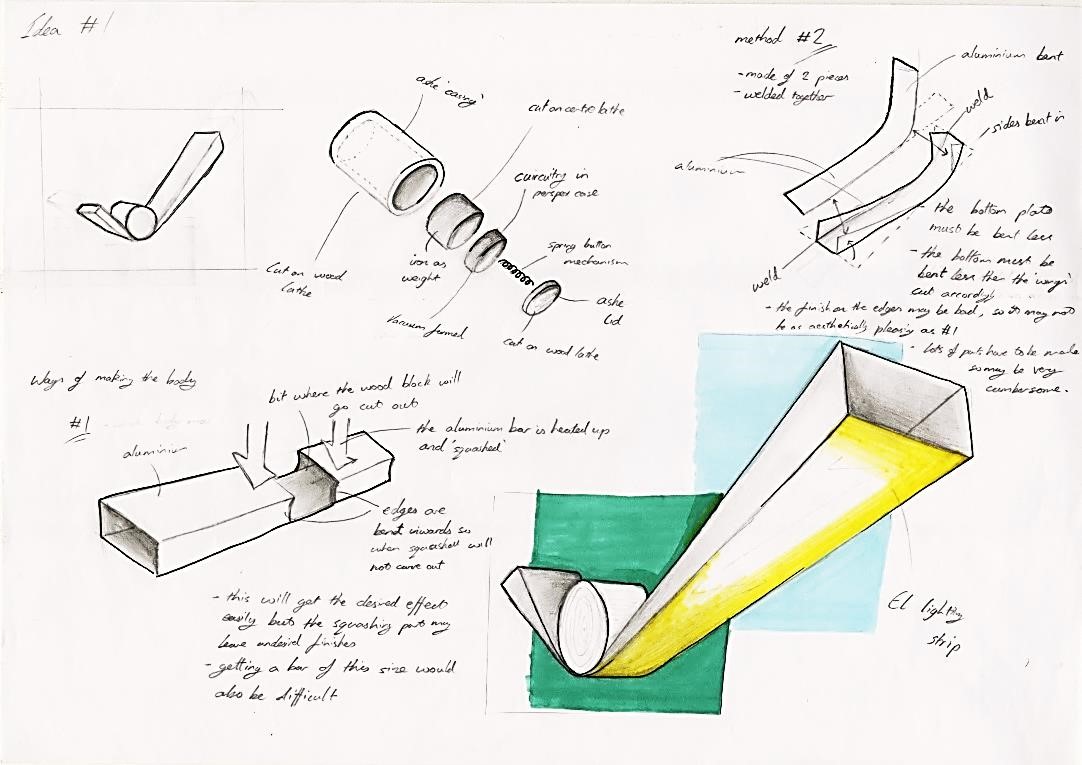 Idea #1
'ashe casing'
cut on centre lathe
circuitry in
perspex case
spring button
mechanism
ashe
lid
cut on wood lathe
Vacuum formed
iron as
weight
Cut on wood
lathe
method #2
- made of 2 pieces
- welded together
aluminium bent
weld
sides bent in
aluminium
weld
- the bottom plate
must be bent less
- the bottom must be
bent less then the 'wings'
cut accordigly
- the finish on the edges may be bad, so it may not
be as aesthetically pleasing as #1
- lots of parts have to be made
so may be very
cumbersome.
Ways of making the body
#1
aluminium
bit where the wood block will
go cut out
the aluminium bar is heated up
and 'squashed'
edges are
bent inwards so
when squashed will
not carve out
- this will get the desired effect
easily but the squashing part may
leave undesired finishes
- getting a bar of this size would
also be difficult
EL lighting
strip